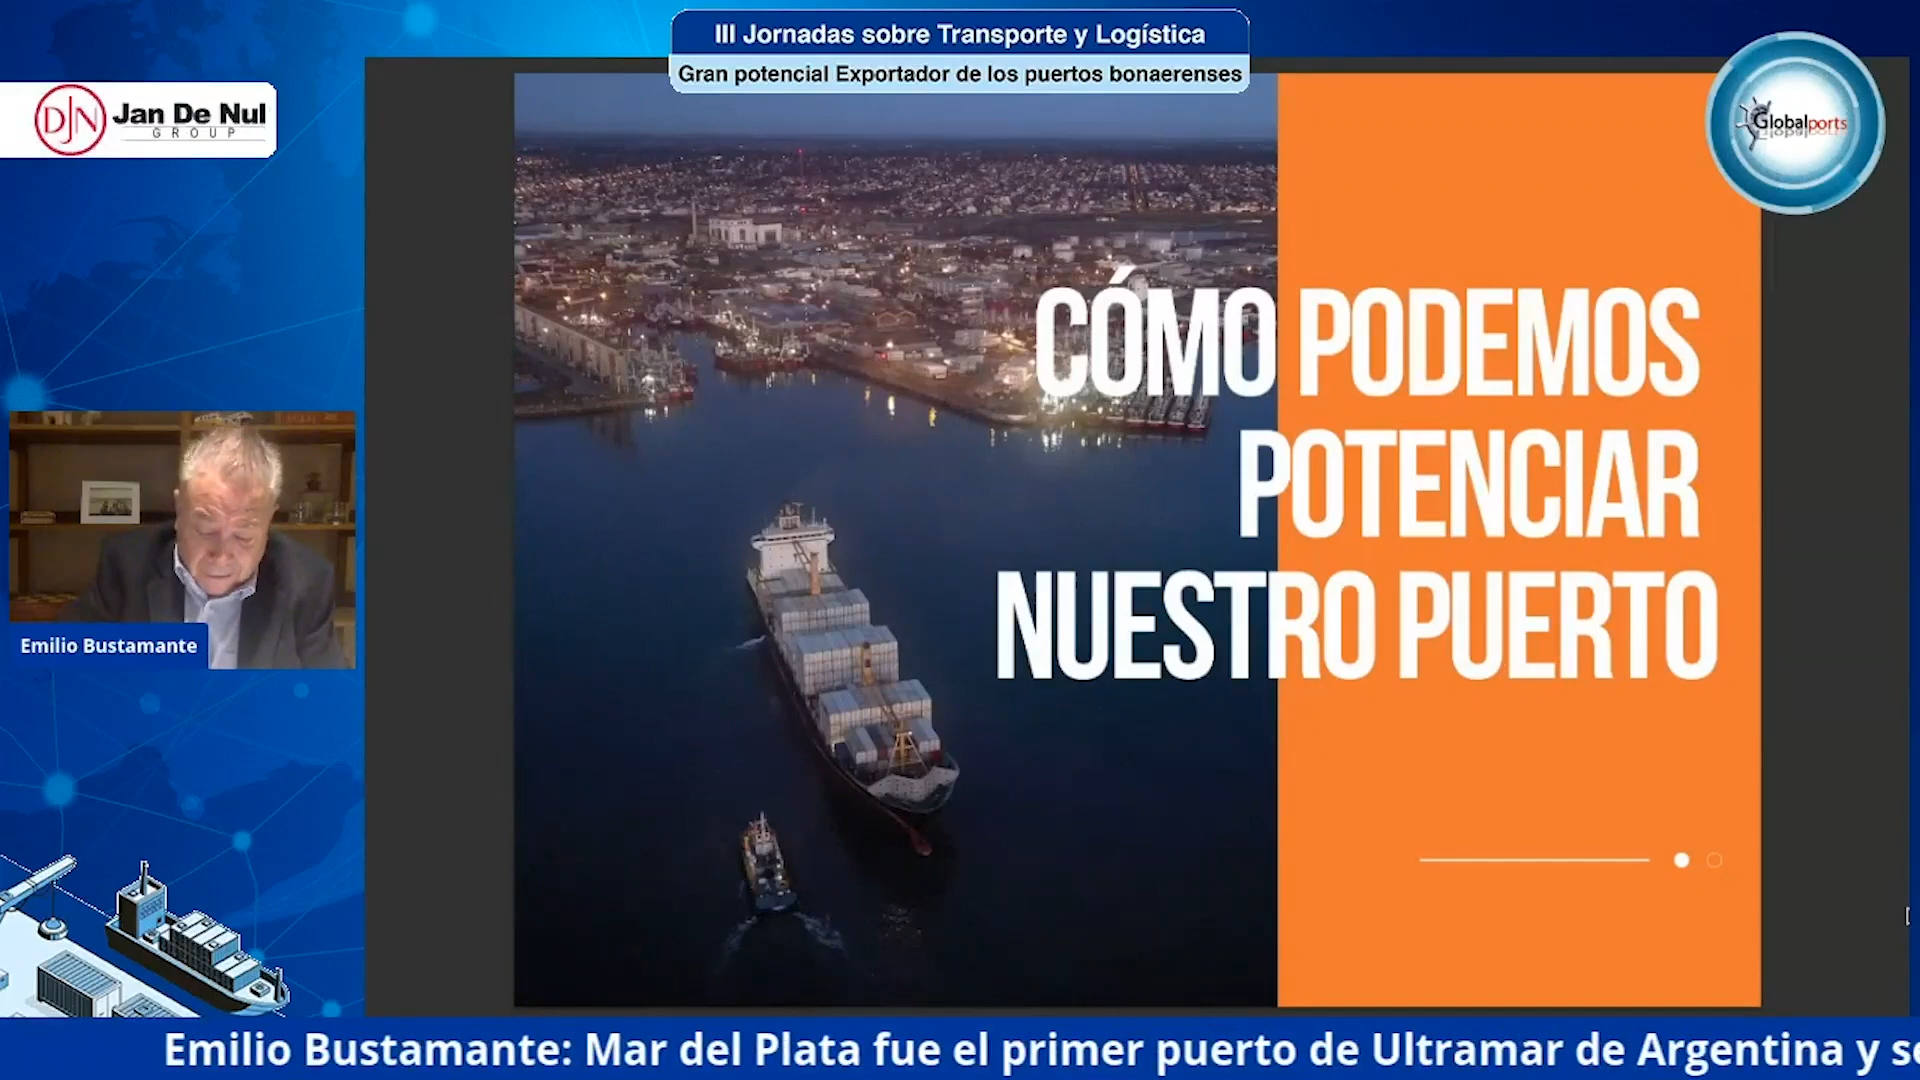 III Jornadas sobre Transporte y Logística
Gran potencial Exportador de los puertos bonaerenses
DJN
Jan De Nul
GROUP
Globalports
CÓMO PODEMOS
POTENCIAR
NUESTRO PUERTO
Emilio Bustamante
Emilio Bustamante: Mar del Plata fue el primer puerto de Ultramar de Argentina y se